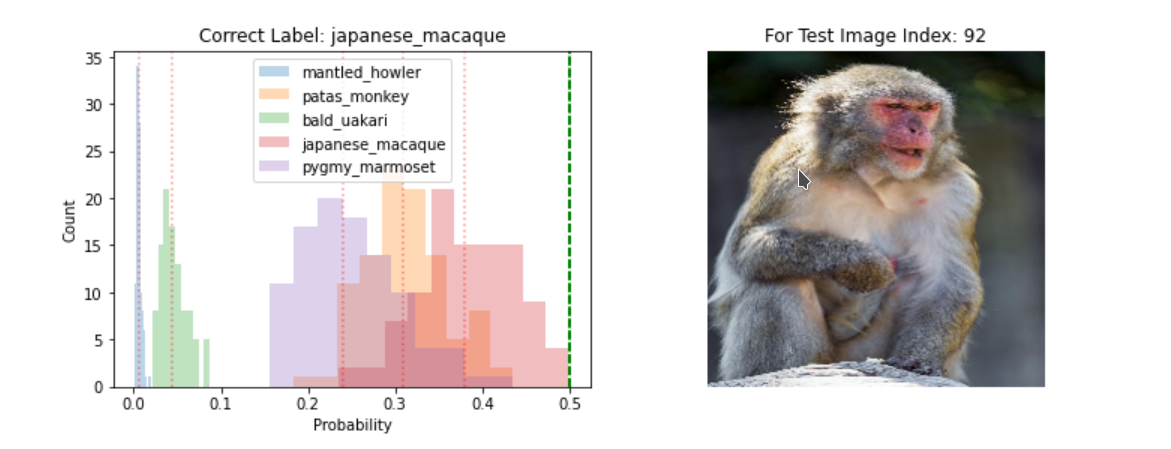 Correct Label: japanese_macaque
35
30
25
20
15
10
5
0
Count
mantled_howler
patas_monkey
bald_uakari
japanese_macaque
pygmy_marmoset
0.0 0.1 0.2 0.3 0.4 0.5
Probability
For Test Image Index: 92